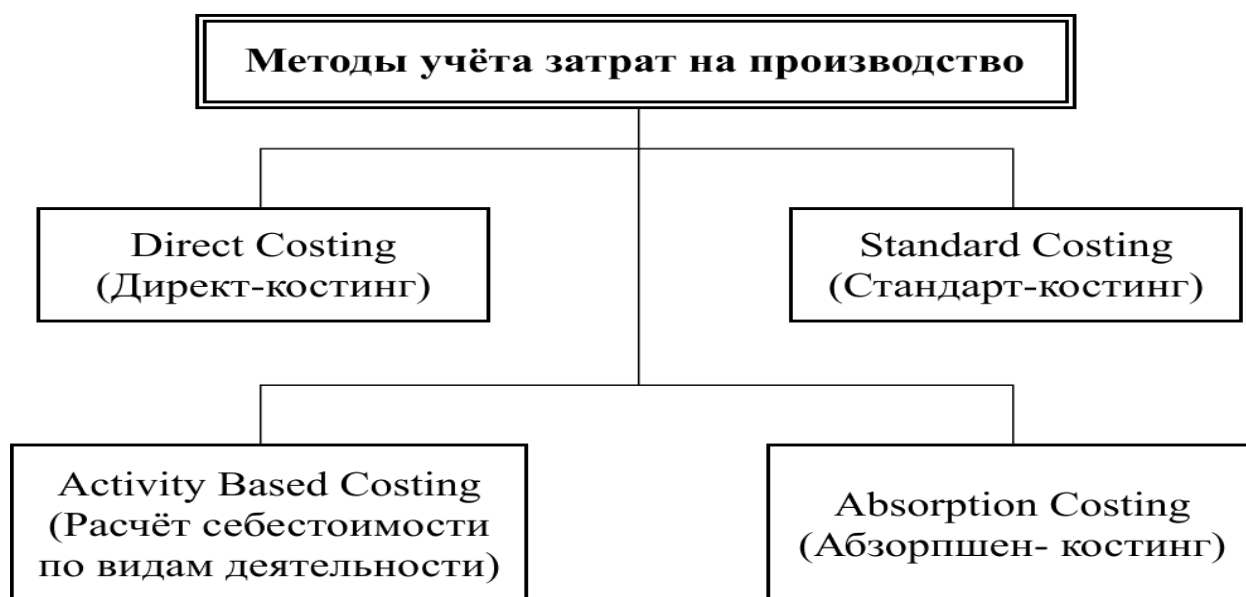 Методы учёта затрат на производство
Direct Costing
(Директ-костинг)
Standard Costing
(Стандарт-костинг)
Activity Based Costing
(Расчёт себестоимости
по видам деятельности)
Absorption Costing
(Абзорпшен- костинг)